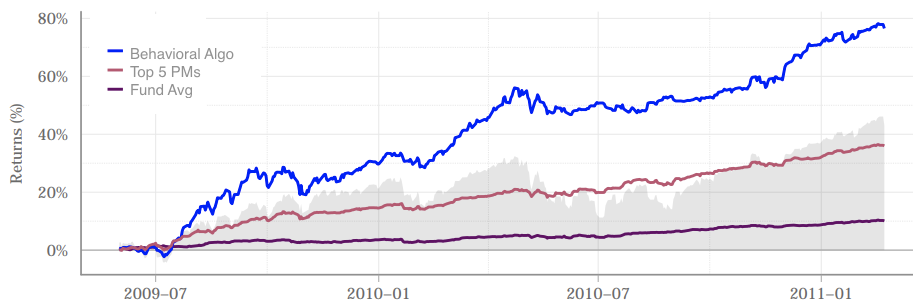 80%
60%
40%
20%
0%
Returns (%)
Behavioral Algo
Top 5 PMs
Fund Avg
2009–07
2010–01
2010–07
2011–01